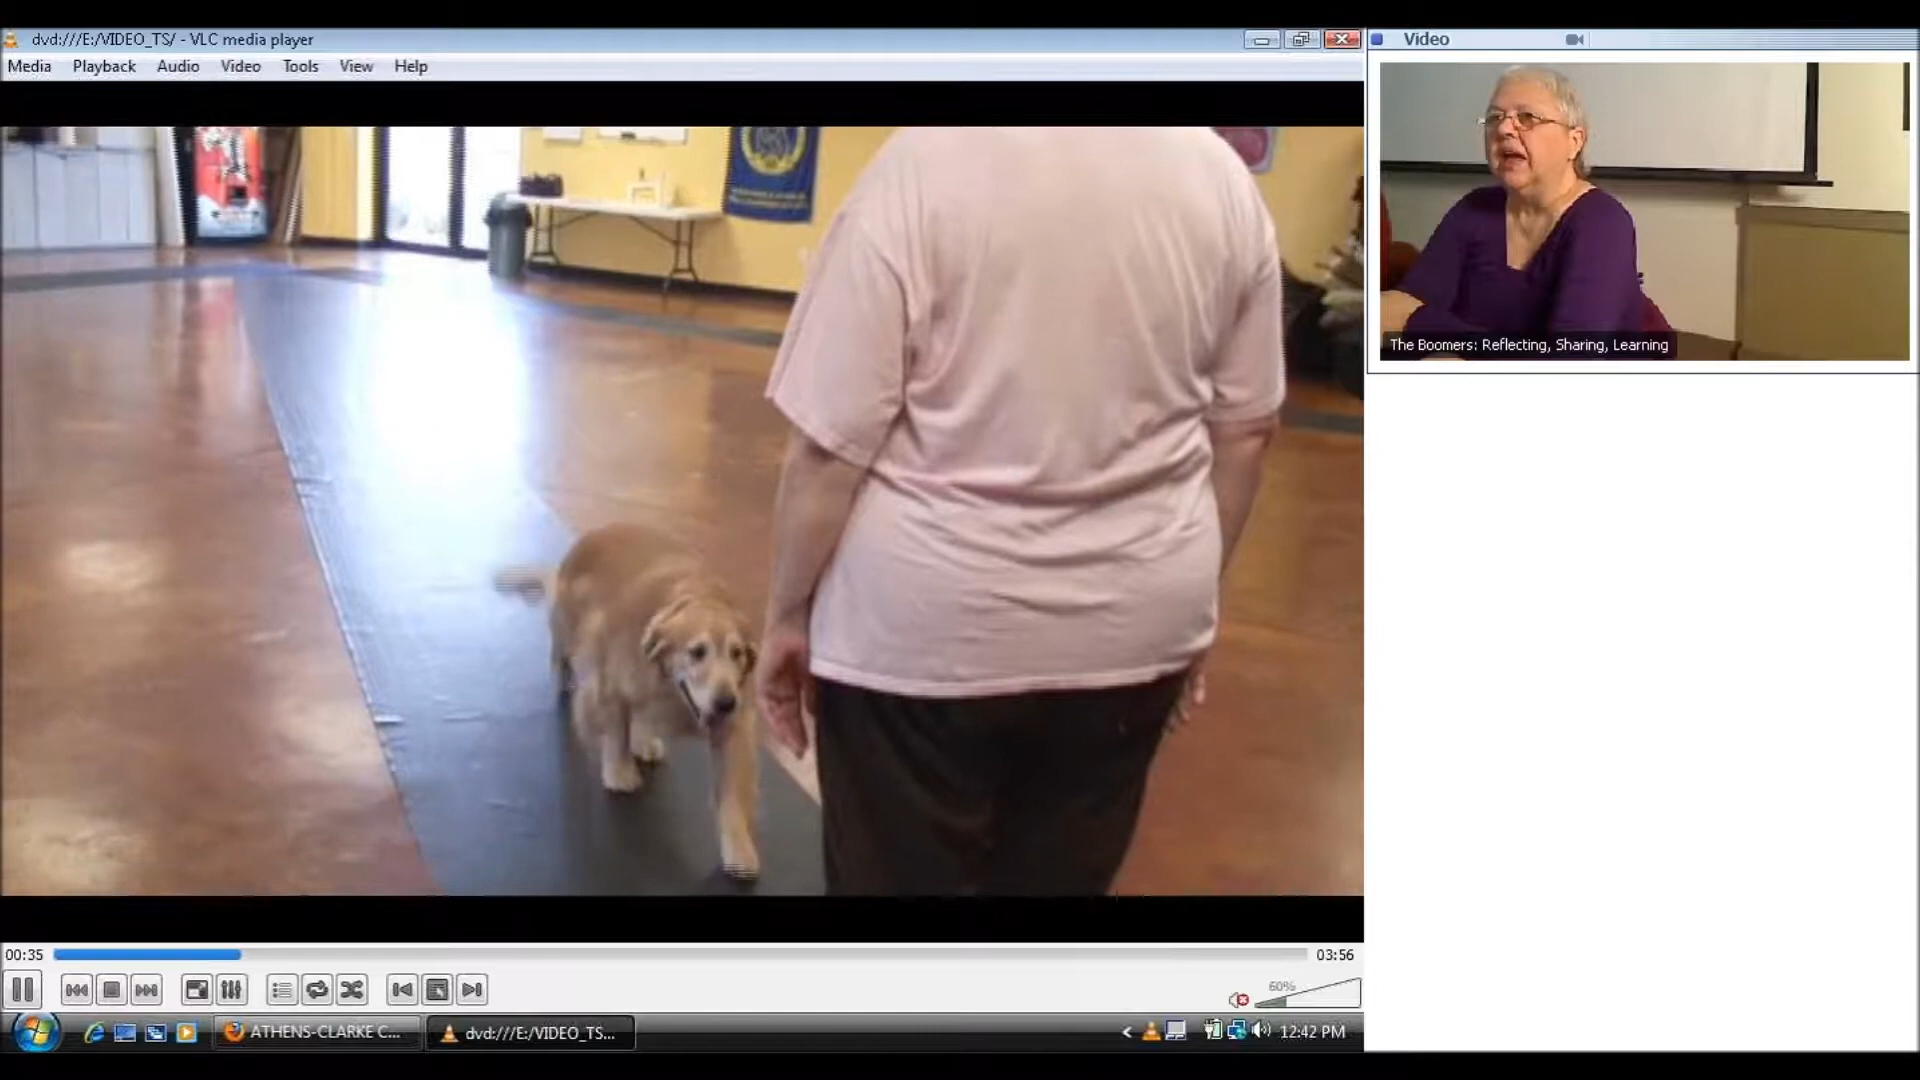 dvd:///E:/VIDEO_TS/ - VLC media player
Video
Media Playback Audio Video Tools View Help
The Boomers: Reflecting, Sharing, Learning
00:35
03:56
60%
ATHENS-CLARKE C...
dvd:///E:/VIDEO_TS...
12:42 PM